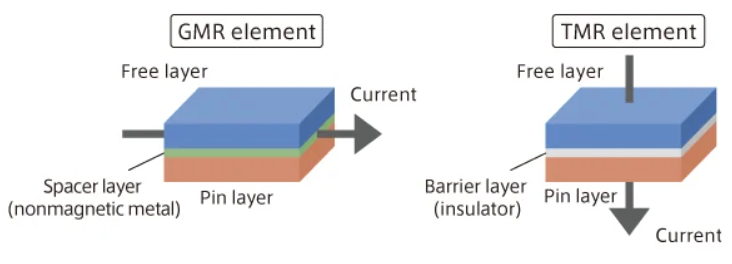 GMR element
Free layer
Current
Spacer layer
(nonmagnetic metal)
Pin layer
TMR element
Free layer
Barrier layer
(insulator)
Pin layer
Current